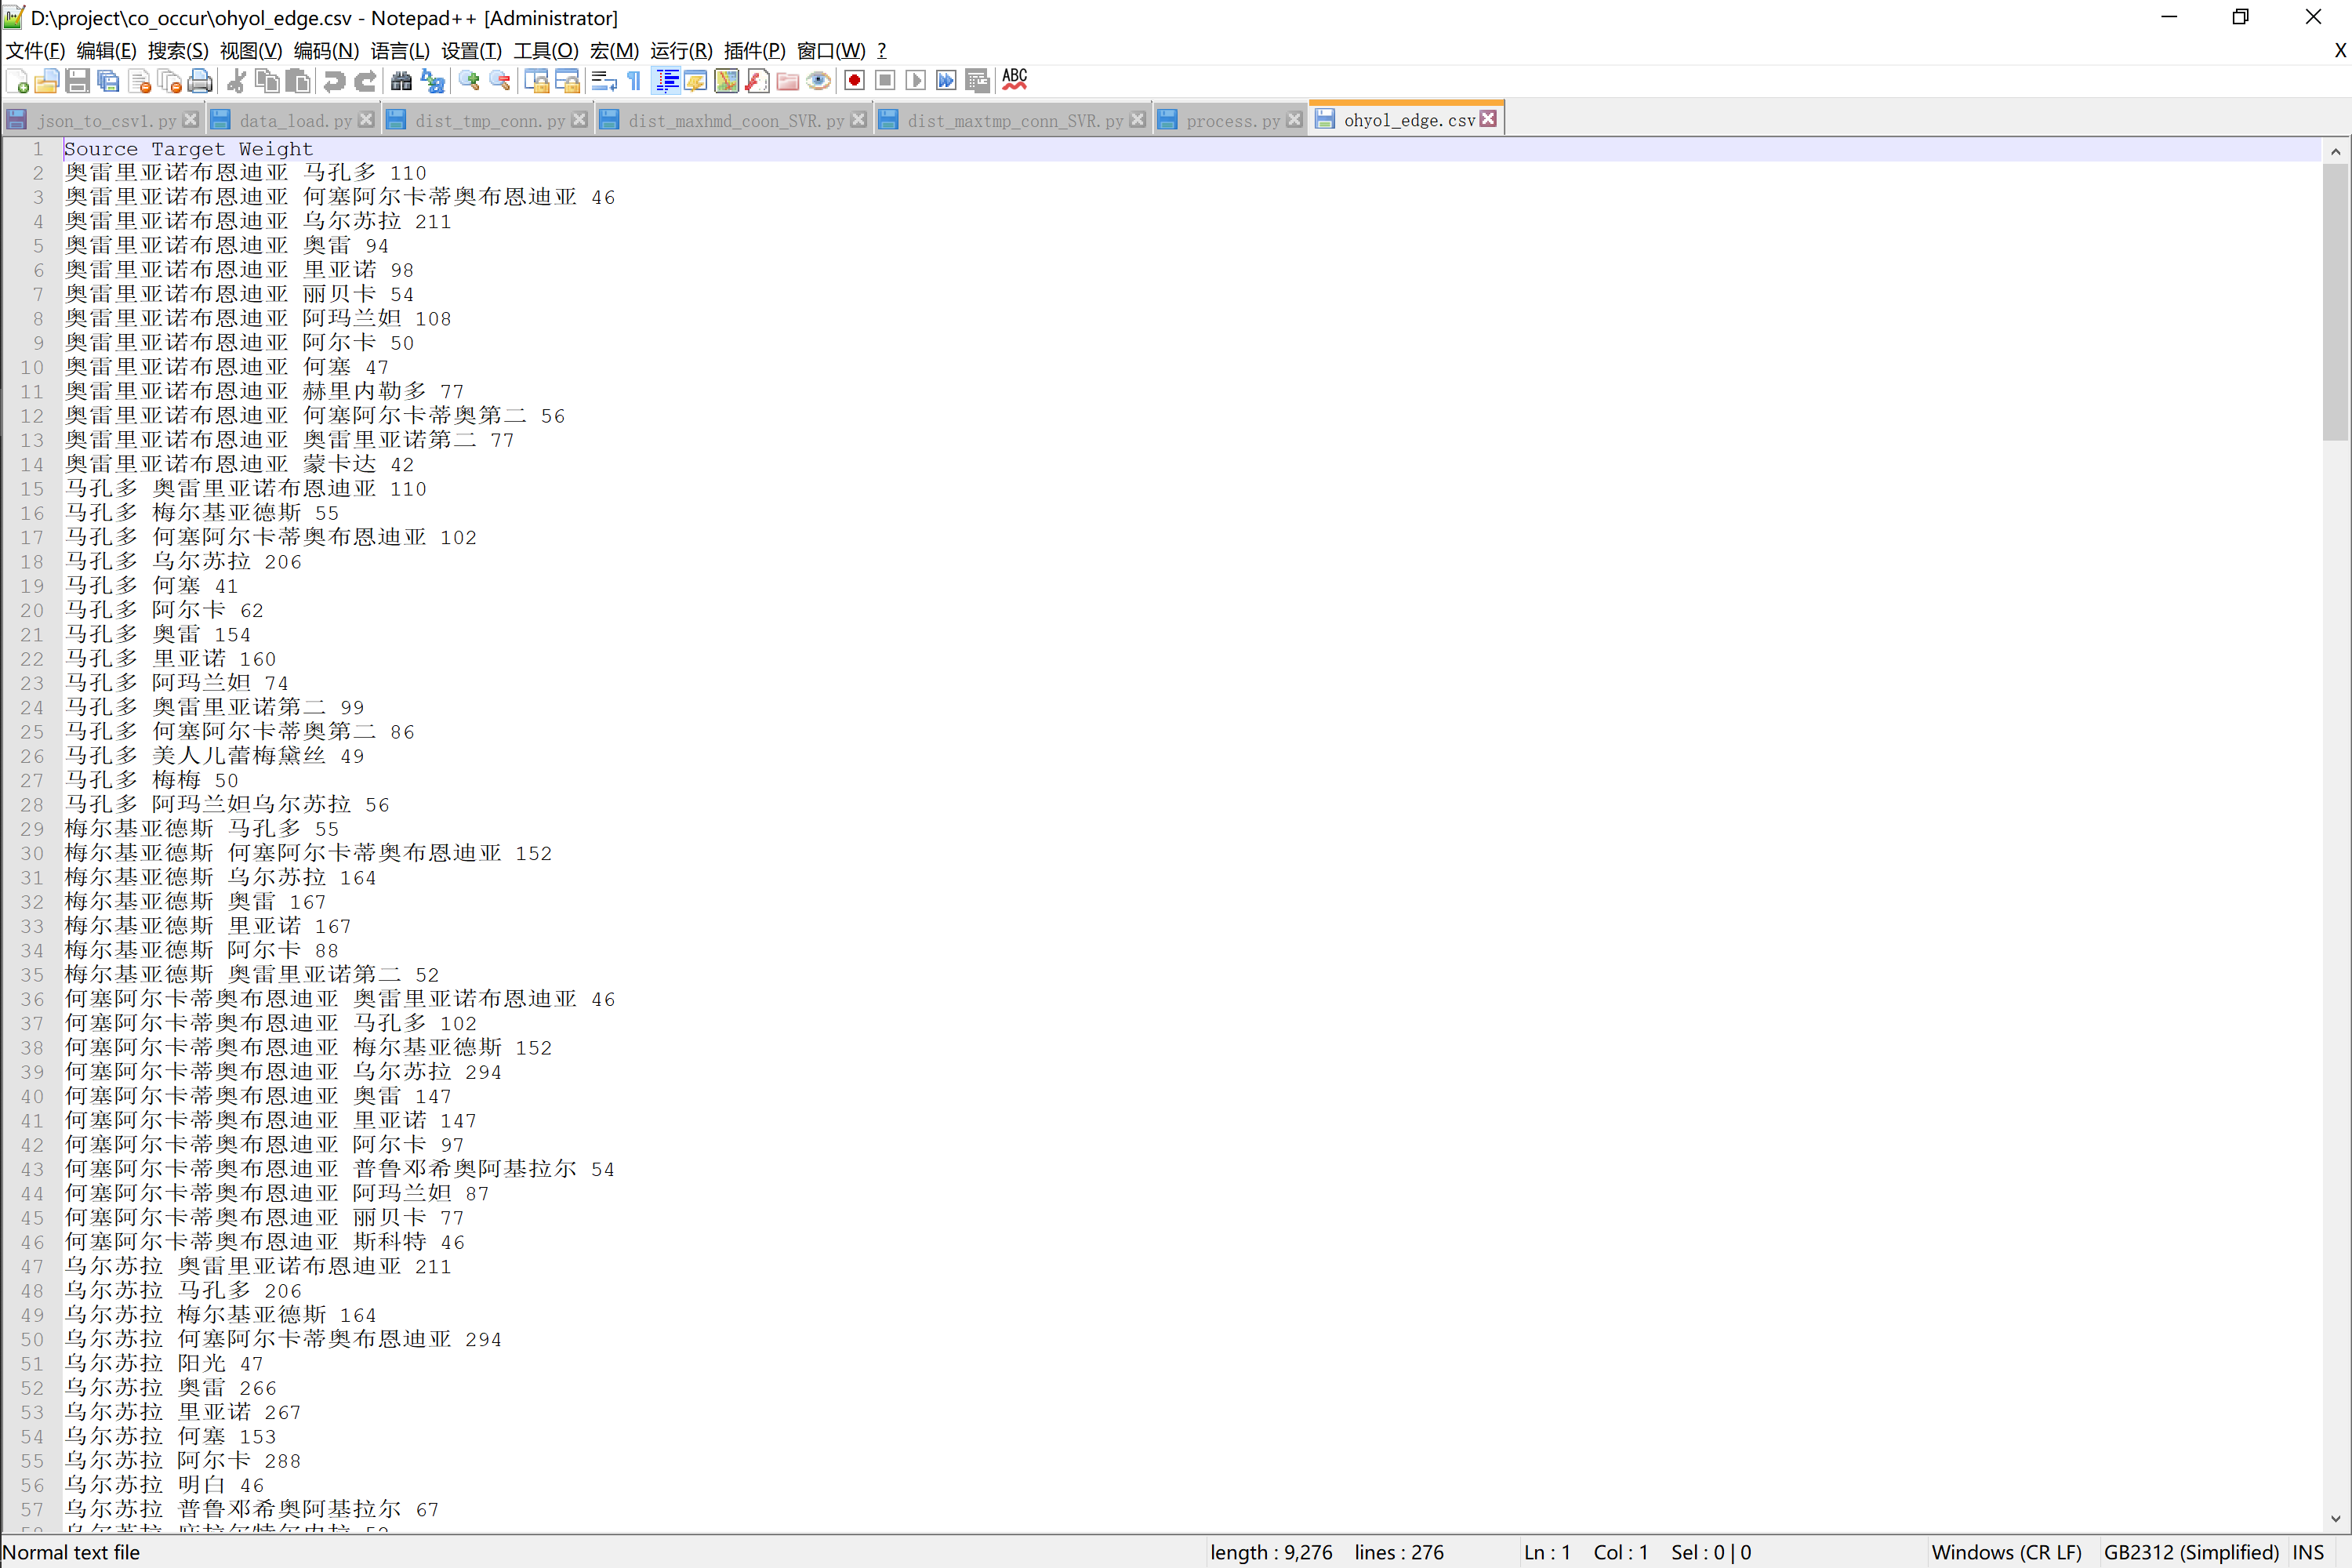 D:\project\co_occur\ohyol_edge.csv - Notepad++ [Administrator]
文件(F) 编辑(E) 搜索(S) 视图(V) 编码(N) 语言(L) 设置(T) 工具(O) 宏(M) 运行(R) 插件(P) 窗口(W) ? X
ABC
json_to_csv1.py data_load.py dist_tmp_conn.py dist_maxhmd_coon_SVR.py dist_maxtmp_conn_SVR.py process.py ohyol_edge.csv
1 Source Target Weight
2 奥雷里亚诺布恩迪亚 马孔多 110
3 奥雷里亚诺布恩迪亚 何塞阿尔卡蒂奥布恩迪亚 46
4 奥雷里亚诺布恩迪亚 乌尔苏拉 211
5 奥雷里亚诺布恩迪亚 奥雷 94
6 奥雷里亚诺布恩迪亚 里亚诺 98
7 奥雷里亚诺布恩迪亚 丽贝卡 54
8 奥雷里亚诺布恩迪亚 阿玛兰妲 108
9 奥雷里亚诺布恩迪亚 阿尔卡 50
10 奥雷里亚诺布恩迪亚 何塞 47
11 奥雷里亚诺布恩迪亚 赫里内勒多 77
12 奥雷里亚诺布恩迪亚 何塞阿尔卡蒂奥第二 56
13 奥雷里亚诺布恩迪亚 奥雷里亚诺第二 77
14 奥雷里亚诺布恩迪亚 蒙卡达 42
15 马孔多 奥雷里亚诺布恩迪亚 110
16 马孔多 梅尔基亚德斯 55
17 马孔多 何塞阿尔卡蒂奥布恩迪亚 102
18 马孔多 乌尔苏拉 206
19 马孔多 何塞 41
20 马孔多 阿尔卡 62
21 马孔多 奥雷 154
22 马孔多 里亚诺 160
23 马孔多 阿玛兰妲 74
24 马孔多 奥雷里亚诺第二 99
25 马孔多 何塞阿尔卡蒂奥第二 86
26 马孔多 美人儿蕾梅黛丝 49
27 马孔多 梅梅 50
28 马孔多 阿玛兰妲乌尔苏拉 56
29 梅尔基亚德斯 马孔多 55
30 梅尔基亚德斯 何塞阿尔卡蒂奥布恩迪亚 152
31 梅尔基亚德斯 乌尔苏拉 164
32 梅尔基亚德斯 奥雷 167
33 梅尔基亚德斯 里亚诺 167
34 梅尔基亚德斯 阿尔卡 88
35 梅尔基亚德斯 奥雷里亚诺第二 52
36 何塞阿尔卡蒂奥布恩迪亚 奥雷里亚诺布恩迪亚 46
37 何塞阿尔卡蒂奥布恩迪亚 马孔多 102
38 何塞阿尔卡蒂奥布恩迪亚 梅尔基亚德斯 152
39 何塞阿尔卡蒂奥布恩迪亚 乌尔苏拉 294
40 何塞阿尔卡蒂奥布恩迪亚 奥雷 147
41 何塞阿尔卡蒂奥布恩迪亚 里亚诺 147
42 何塞阿尔卡蒂奥布恩迪亚 阿尔卡 97
43 何塞阿尔卡蒂奥布恩迪亚 普鲁邓希奥阿基拉尔 54
44 何塞阿尔卡蒂奥布恩迪亚 阿玛兰妲 87
45 何塞阿尔卡蒂奥布恩迪亚 丽贝卡 77
46 何塞阿尔卡蒂奥布恩迪亚 斯科特 46
47 乌尔苏拉 奥雷里亚诺布恩迪亚 211
48 乌尔苏拉 马孔多 206
49 乌尔苏拉 梅尔基亚德斯 164
50 乌尔苏拉 何塞阿尔卡蒂奥布恩迪亚 294
51 乌尔苏拉 阳光 47
52 乌尔苏拉 奥雷 266
53 乌尔苏拉 里亚诺 267
54 乌尔苏拉 何塞 153
55 乌尔苏拉 阿尔卡 288
56 乌尔苏拉 明白 46
57 乌尔苏拉 普鲁邓希奥阿基拉尔 67
Normal text file length : 9,276 lines : 276 Ln : 1 Col : 1 Sel : 0 | 0 Windows (CR LF) GB2312 (Simplified) INS